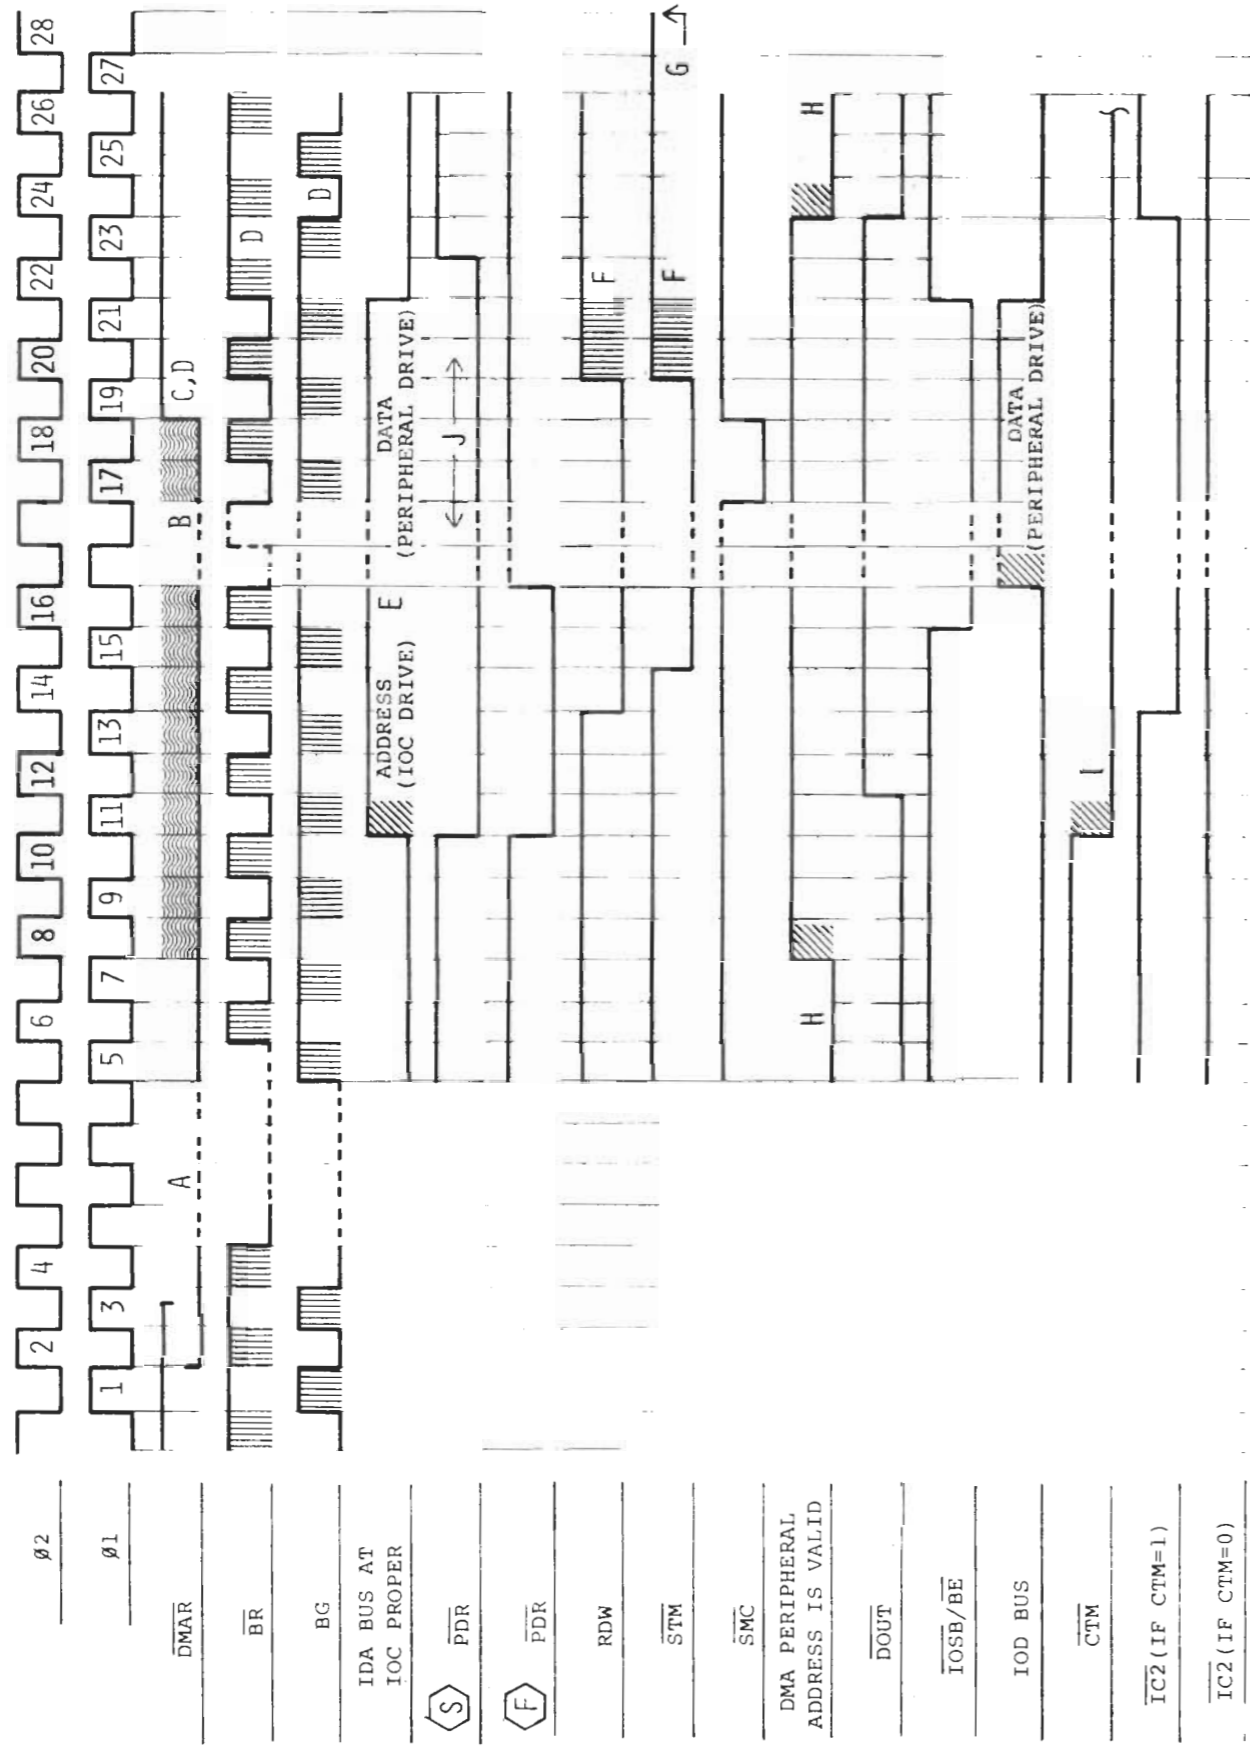 ø2
2 4 6 8 10 12 14 16 18 20 22 24 26 28
ø1
1 3 5 7 9 11 13 15 17 19 21 23 25 27
DMAR
A B C,D
BR
D
BG
D
IDA BUS AT
IOC PROPER
ADDRESS
(IOC DRIVE)
E
DATA
(PERIPHERAL DRIVE)
S PDR
J
F PDR
RDW
F
STM
F G
SMC
DMA PERIPHERAL
ADDRESS IS VALID
H H
DOUT
IOSB/BE
IOD BUS
DATA
(PERIPHERAL DRIVE)
CTM
I
IC2(IF CTM=1)
IC2(IF CTM=0)